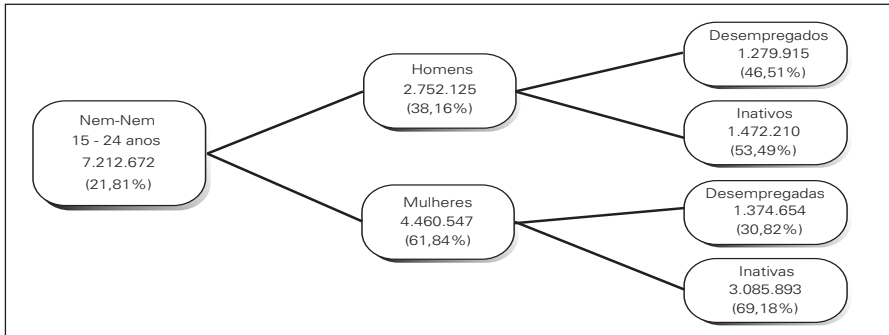 Nem-Nem
15 - 24 anos
7.212.672
(21,81%)
Homens
2.752.125
(38,16%)
Mulheres
4.460.547
(61,84%)
Desempregados
1.279.915
(46,51%)
Inativos
1.472.210
(53,49%)
Desempregadas
1.374.654
(30,82%)
Inativas
3.085.893
(69,18%)